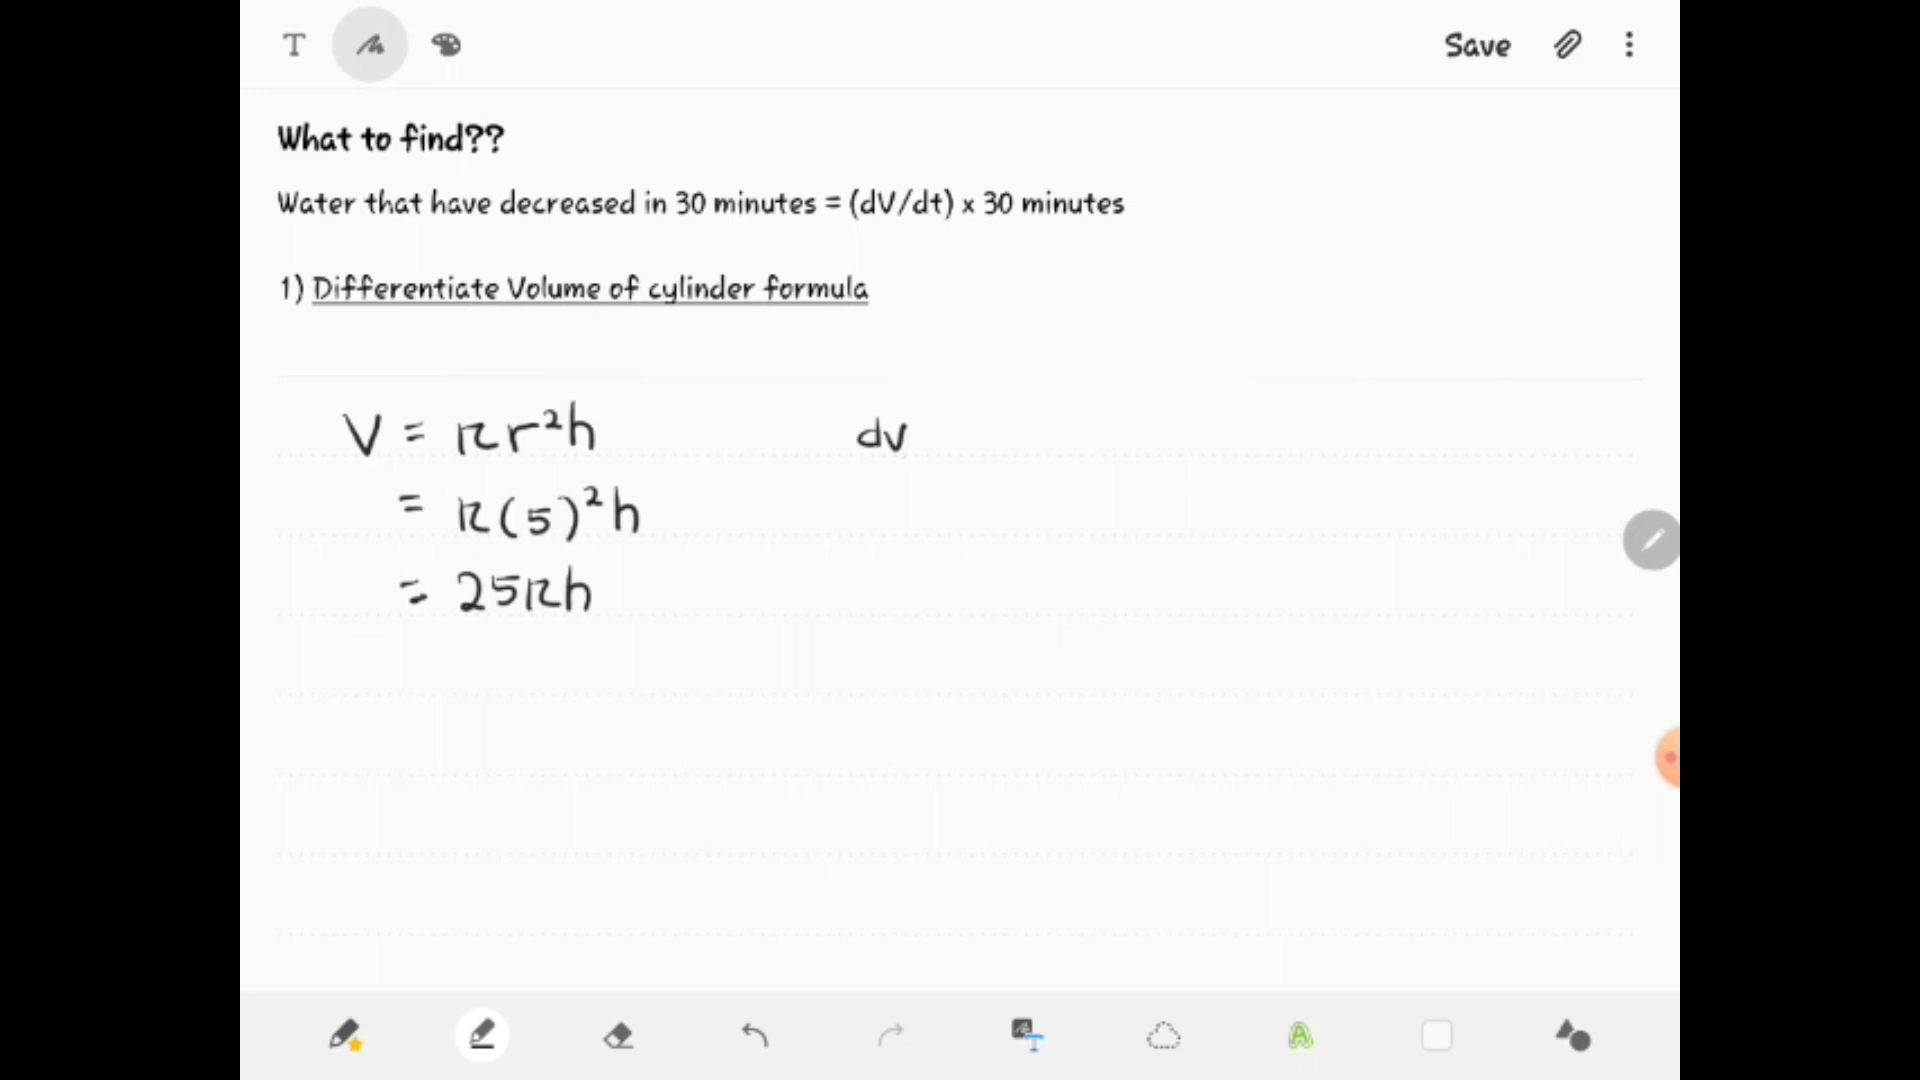 T
Save
What to find??
Water that have decreased in 30 minutes = (dV/dt) x 30 minutes
1) Differentiate Volume of cylinder formula
V = πr²h
dv
= π(5)²h
= 25πh